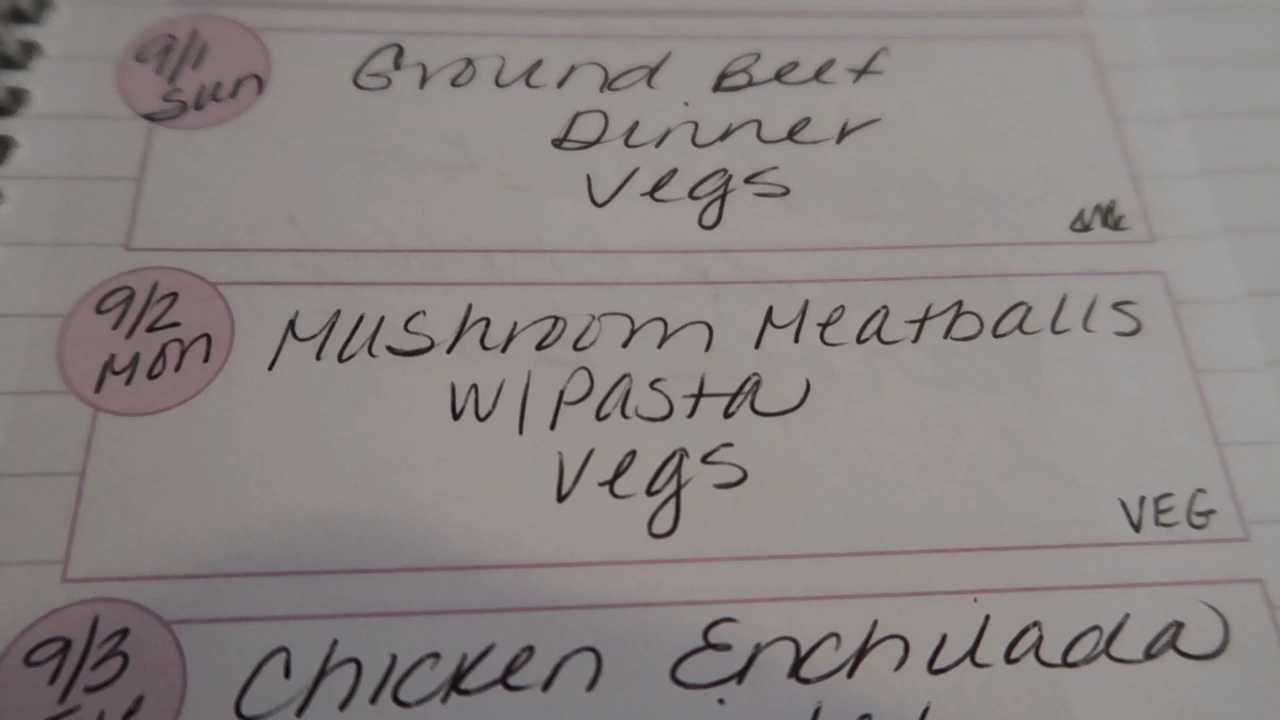 9/1
Sun
Ground Beef
Dinner
Vegs
9/2
Mon
Mushroom Meatballs
W/Pasta
Vegs
VEG
9/3
Chicken Enchilada